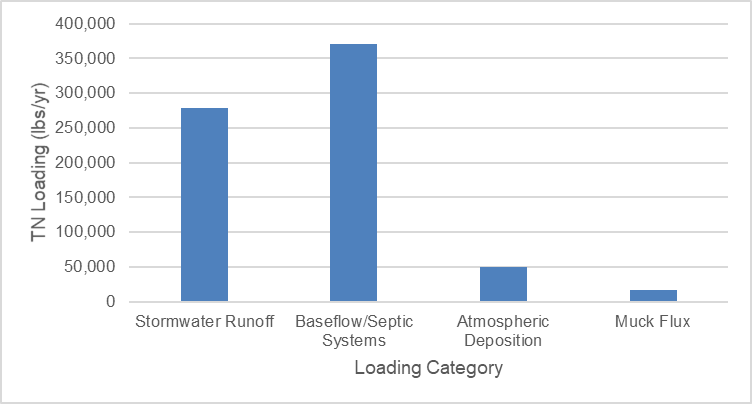 TN Loading (lbs/yr)
400,000
350,000
300,000
250,000
200,000
150,000
100,000
50,000
0
Stormwater Runoff
Baseflow/Septic
Systems
Atmospheric
Deposition
Muck Flux
Loading Category